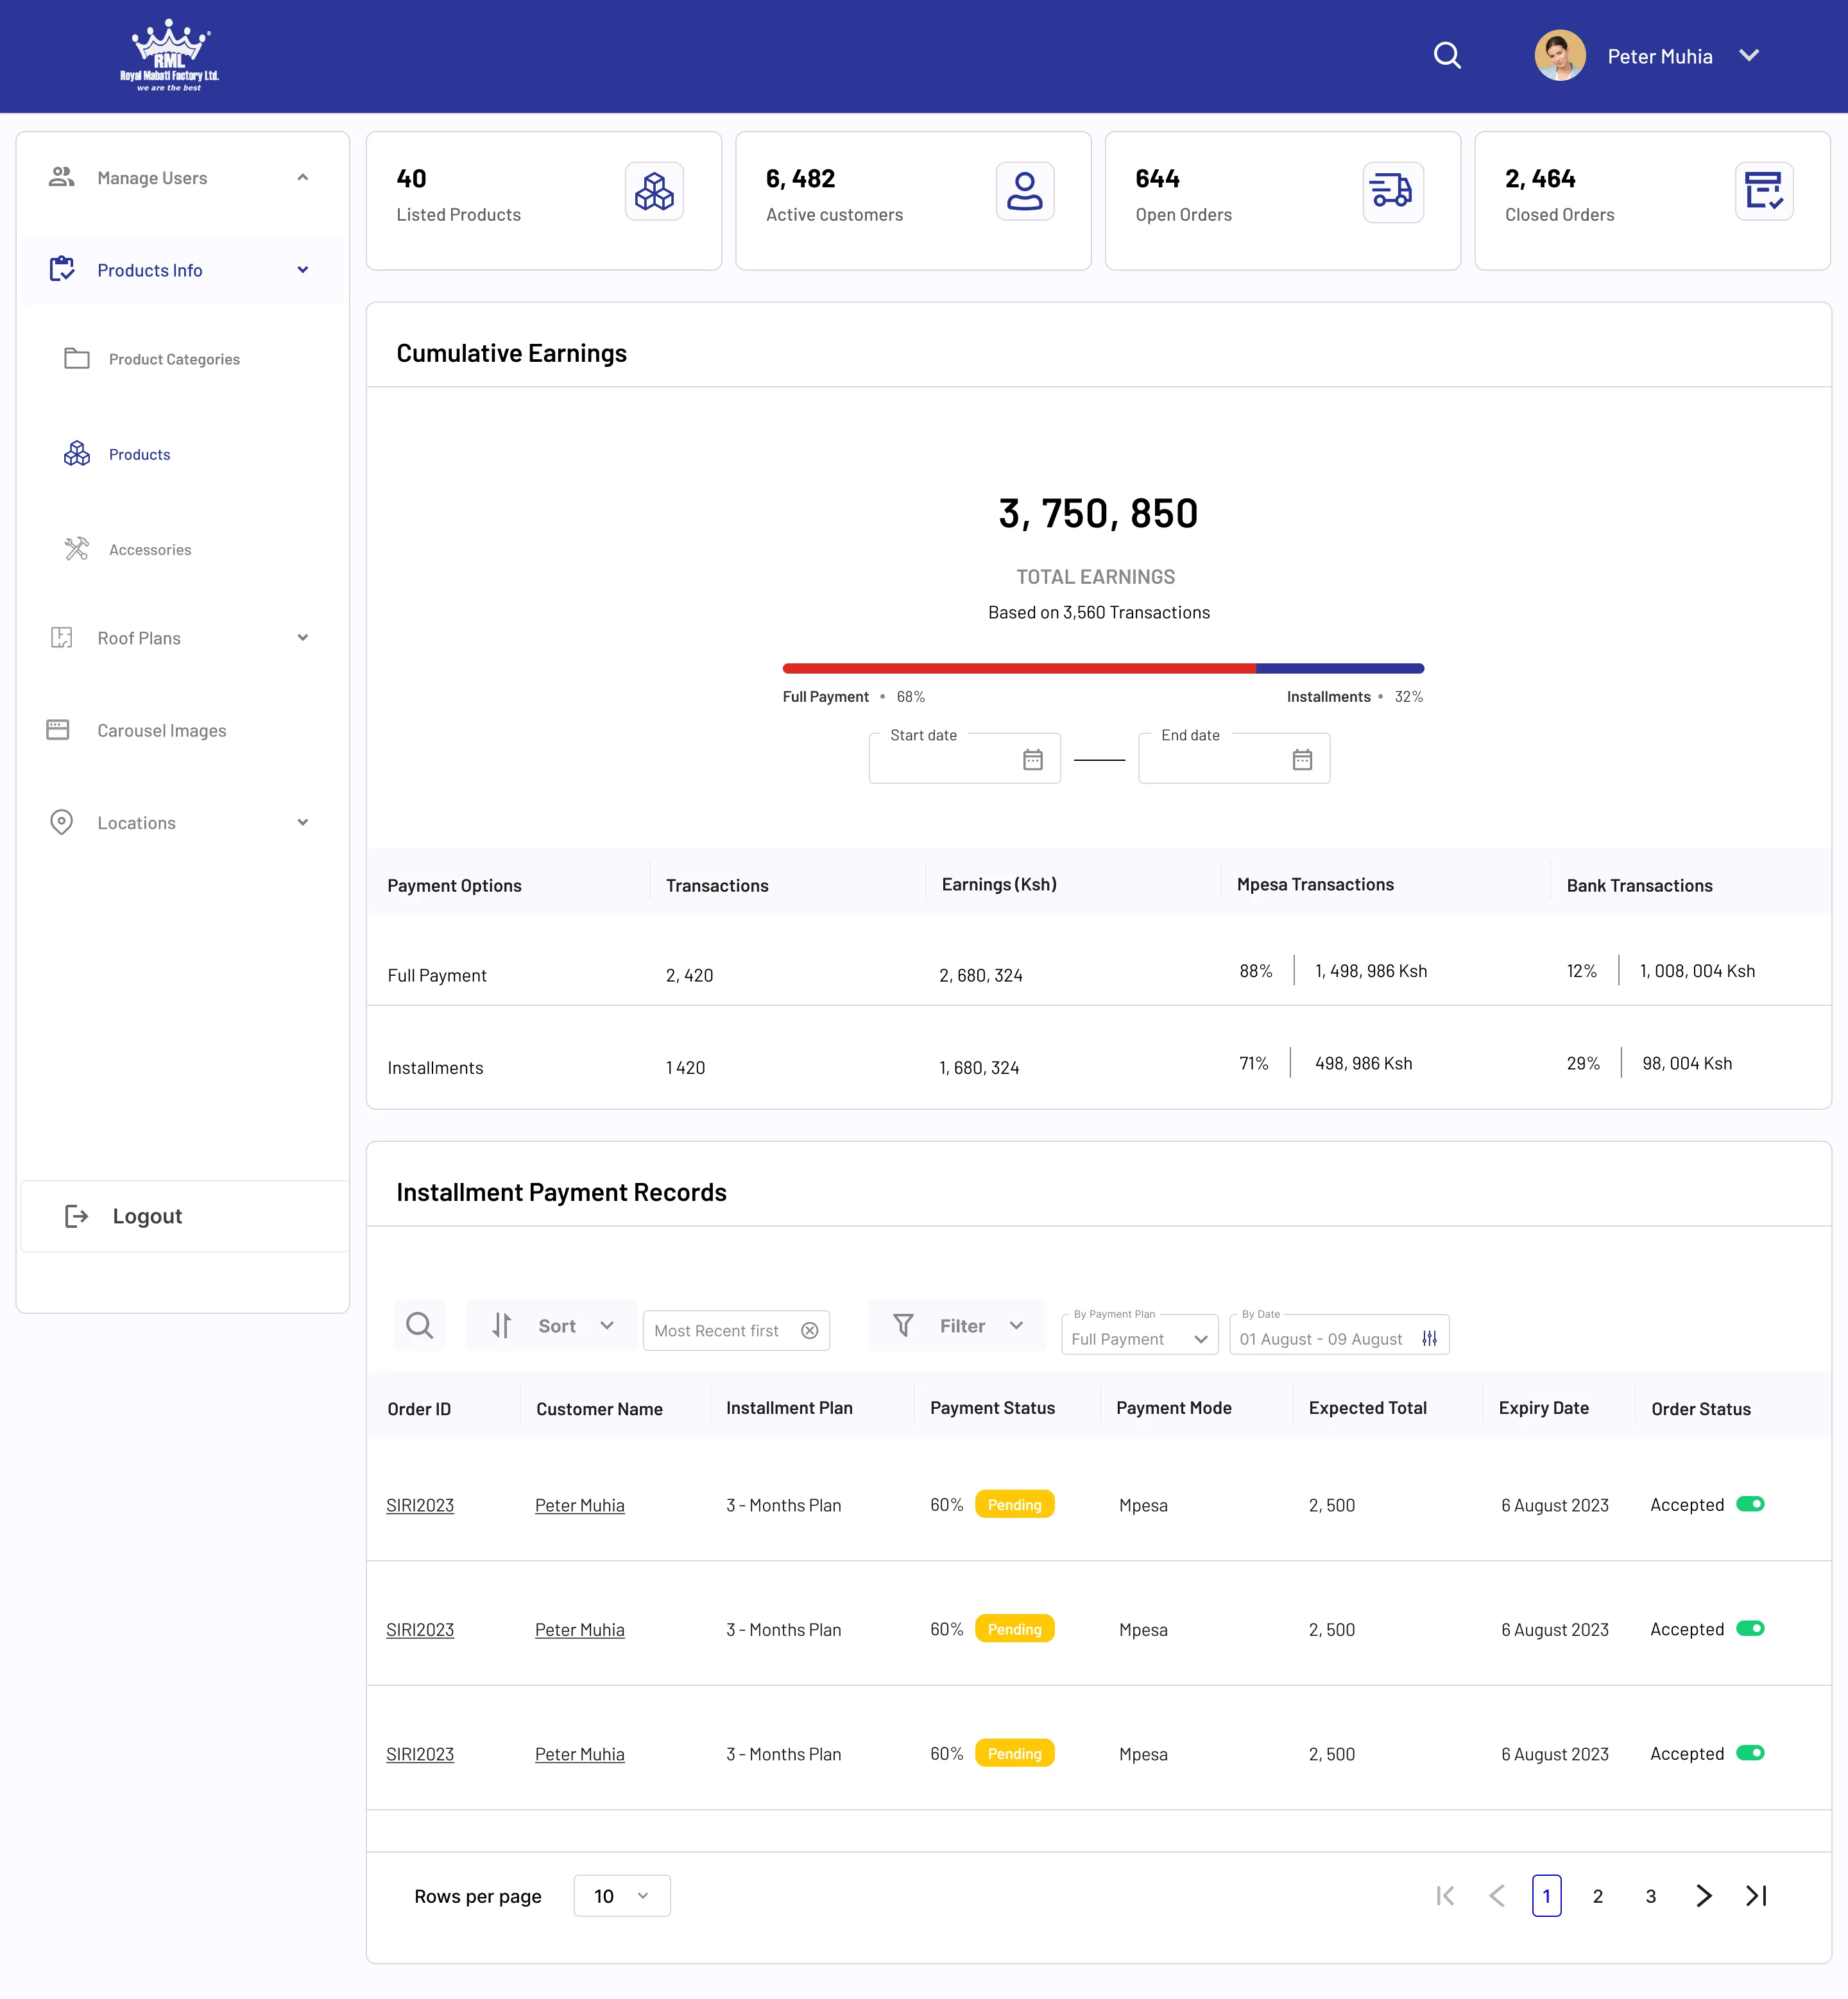 RML
Royal Mabati Factory Ltd.
we are the best
Peter Muhia
Manage Users
Products Info
Product Categories
Products
Accessories
Roof Plans
Carousel Images
Locations
Logout
40
Listed Products
6, 482
Active customers
644
Open Orders
2, 464
Closed Orders
Cumulative Earnings
3, 750, 850
TOTAL EARNINGS
Based on 3,560 Transactions
Full Payment • 68%
Installments • 32%
Start date
End date
Payment Options Transactions Earnings (Ksh) Mpesa Transactions Bank Transactions
Full Payment 2, 420 2, 680, 324 88% 1, 498, 986 Ksh 12% 1, 008, 004 Ksh
Installments 1 420 1, 680, 324 71% 498, 986 Ksh 29% 98, 004 Ksh
Installment Payment Records
Sort
Most Recent first
Filter
By Payment Plan
Full Payment
By Date
01 August - 09 August
Order ID Customer Name Installment Plan Payment Status Payment Mode Expected Total Expiry Date Order Status
SIRI2023 Peter Muhia 3 - Months Plan 60% Pending Mpesa 2, 500 6 August 2023 Accepted
SIRI2023 Peter Muhia 3 - Months Plan 60% Pending Mpesa 2, 500 6 August 2023 Accepted
SIRI2023 Peter Muhia 3 - Months Plan 60% Pending Mpesa 2, 500 6 August 2023 Accepted
Rows per page 10 1 2 3